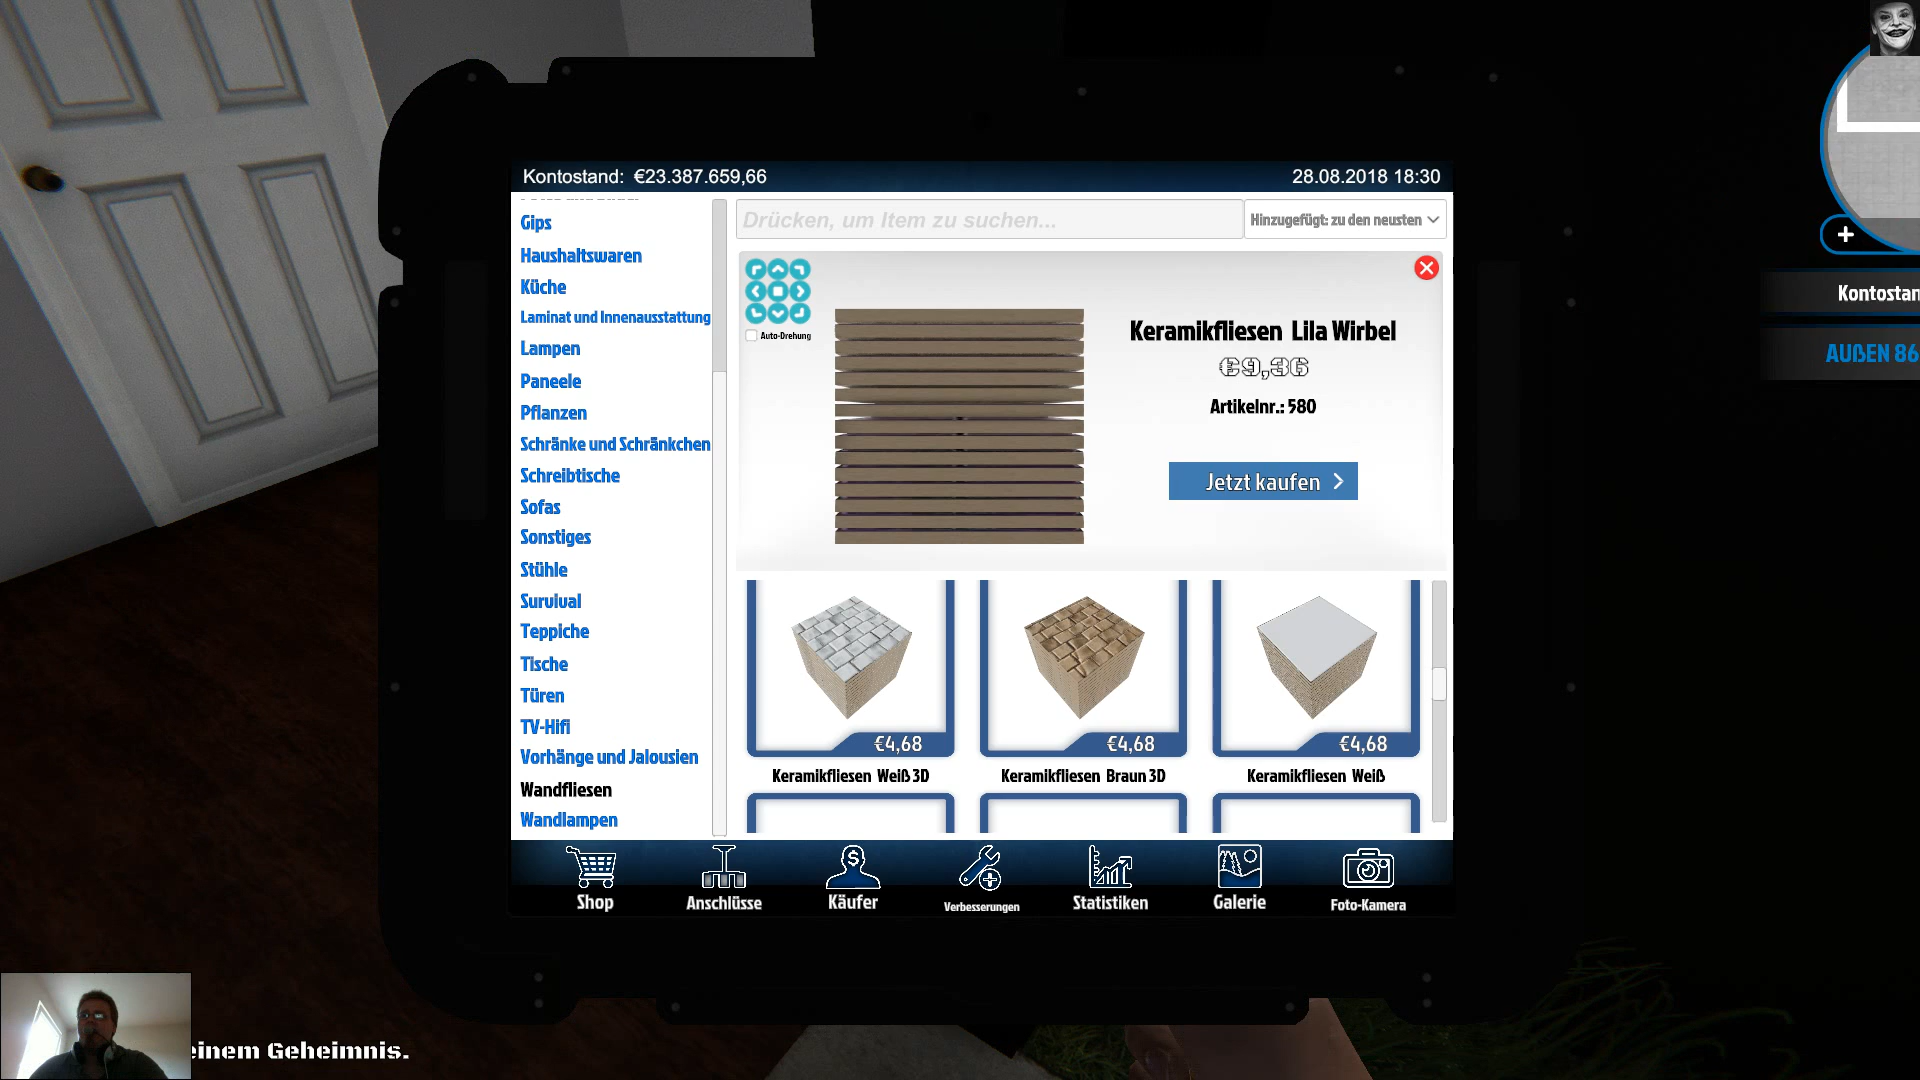 Kontostand: €23.387.659,66
28.08.2018 18:30
Gips
Haushaltswaren
Küche
Laminat und Innenausstattung
Lampen
Paneele
Pflanzen
Schränke und Schränkchen
Schreibtische
Sofas
Sonstiges
Stühle
Survival
Teppiche
Tische
Türen
TV-Hifi
Vorhänge und Jalousien
Wandfliesen
Wandlampen
Drücken, um Item zu suchen...
Hinzugefügt: zu den neusten
Auto-Drehung
Keramikfliesen Lila Wirbel
€9,36
Artikelnr.: 580
Jetzt kaufen
€4,68
€4,68
€4,68
Keramikfliesen Weiß 3D
Keramikfliesen Braun 3D
Keramikfliesen Weiß
Shop
Anschlüsse
Käufer
Verbesserungen
Statistiken
Galerie
Foto-Kamera
Kontostan
AUßEN 86
einem Geheimnis.